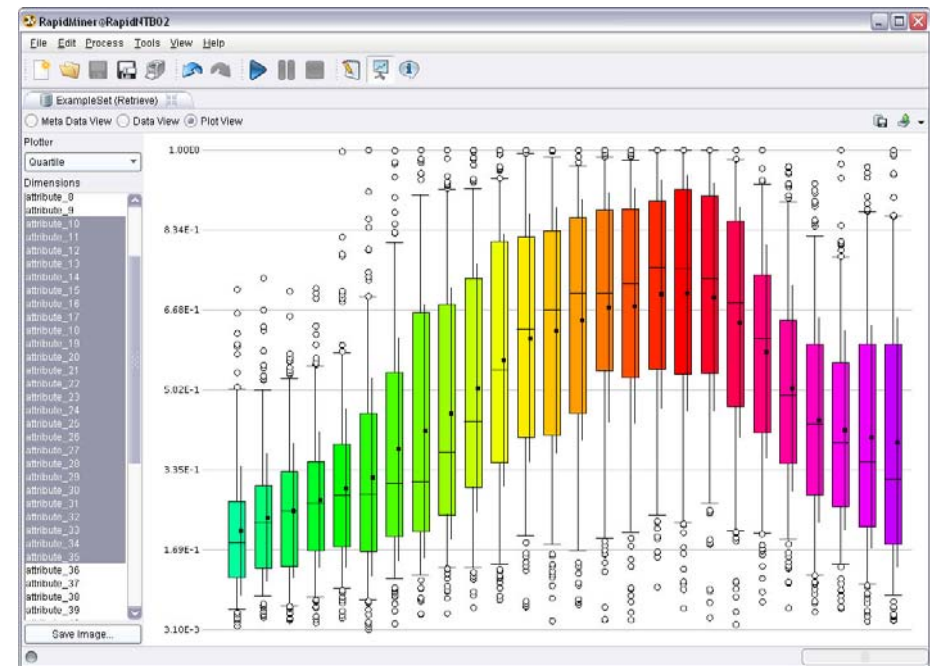 RapidMiner@RapidNTB02
File Edit Process Tools View Help
ExampleSet (Retrieve)
Meta Data View Data View Plot View
Plotter
Quartile
Dimensions
attribute_8
attribute_9
attribute_10
attribute_11
attribute_12
attribute_13
attribute_14
attribute_15
attribute_16
attribute_17
attribute_18
attribute_19
attribute_20
attribute_21
attribute_22
attribute_23
attribute_24
attribute_25
attribute_26
attribute_27
attribute_28
attribute_29
attribute_30
attribute_31
attribute_32
attribute_33
attribute_34
attribute_35
attribute_36
attribute_37
attribute_38
attribute_39
Save Image...
1.00E0
8.34E-1
6.68E-1
5.02E-1
3.35E-1
1.69E-1
3.10E-3